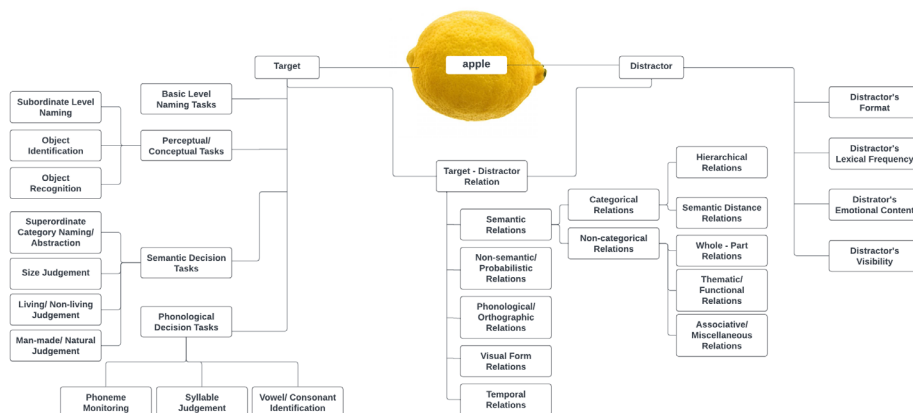 apple
Target
Distractor
Basic Level
Naming Tasks
Perceptual/
Conceptual Tasks
Subordinate Level
Naming
Object
Identification
Object
Recognition
Superordinate
Category Naming/
Abstraction
Size Judgement
Living/ Non-living
Judgement
Man-made/ Natural
Judgement
Semantic Decision
Tasks
Phonological
Decision Tasks
Phoneme
Monitoring
Syllable
Judgement
Vowel/ Consonant
Identification
Target - Distractor
Relation
Semantic
Relations
Non-semantic/
Probabilistic
Relations
Phonological/
Orthographic
Relations
Visual Form
Relations
Temporal
Relations
Categorical
Relations
Non-categorical
Relations
Hierarchical
Relations
Semantic Distance
Relations
Whole - Part
Relations
Thematic/
Functional
Relations
Associative/
Miscellaneous
Relations
Distractor's
Format
Distractor's
Lexical Frequency
Distrator's
Emotional Content
Distractor's
Visibility